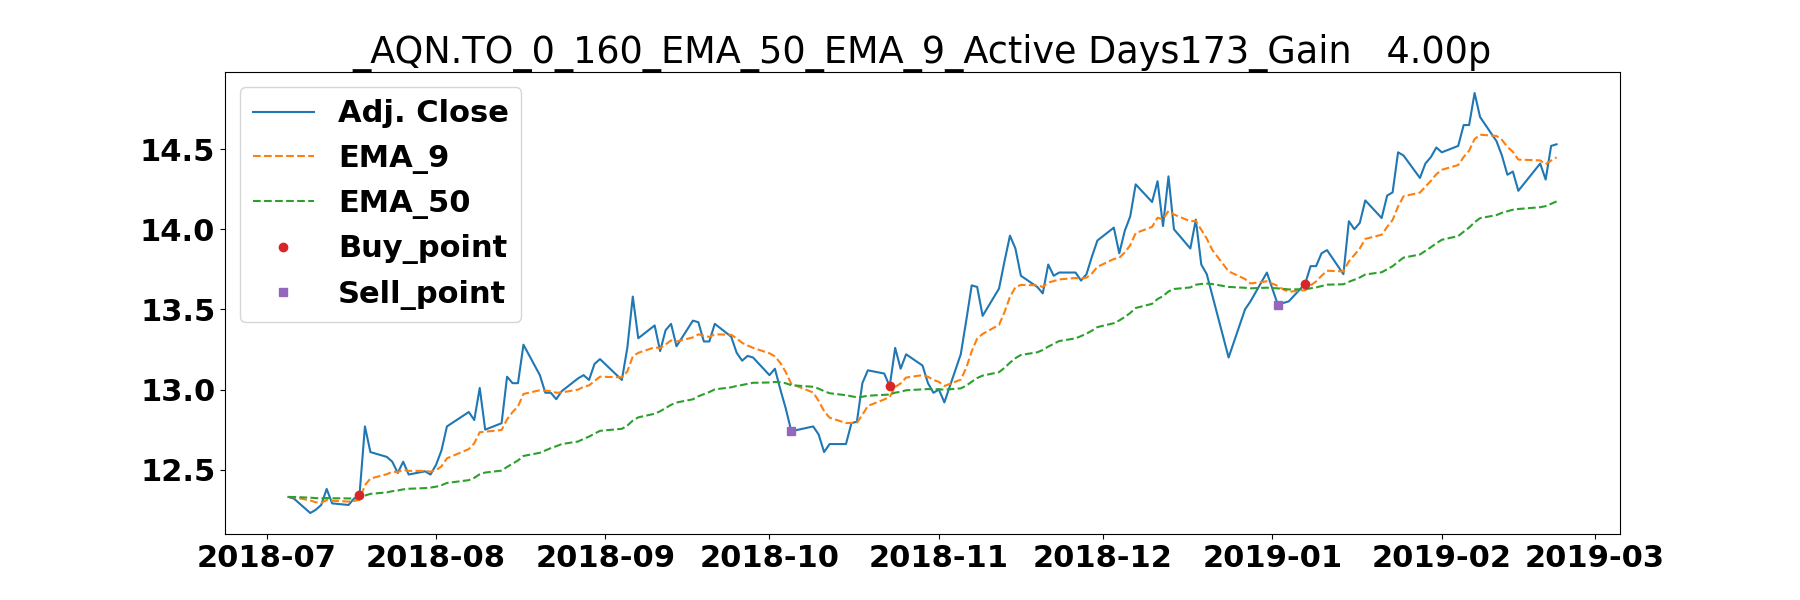 _AQN.TO_0_160_EMA_50_EMA_9_Active Days173_Gain   4.00p
Adj. Close
EMA_9
EMA_50
Buy_point
Sell_point
14.5
14.0
13.5
13.0
12.5
2018-07 2018-08 2018-09 2018-10 2018-11 2018-12 2019-01 2019-02 2019-03